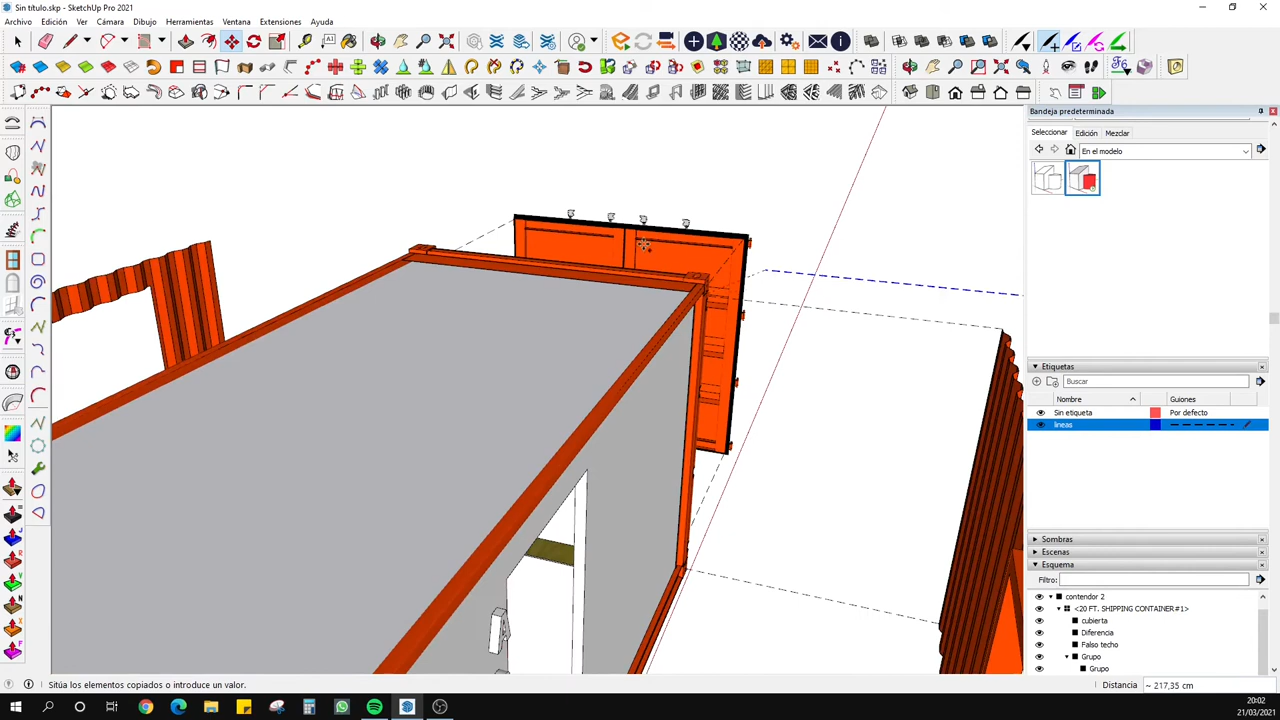 Sin título.skp - SketchUp Pro 2021
Archivo Edición Ver Cámara Dibujo Herramientas Ventana Extensiones Ayuda
Bandeja predeterminada
Seleccionar Edición Mezclar
En el modelo
Etiquetas
Buscar
Nombre Guiones
Sin etiqueta Por defecto
lineas
Sombras
Escenas
Esquema
Filtro:
contendor 2
<20 FT. SHIPPING CONTAINER#1>
cubierta
Diferencia
Falso techo
Grupo
Grupo
Sitúa los elementos copiados o introduce un valor.
Distancia ~ 217,35 cm
20:02
21/03/2021